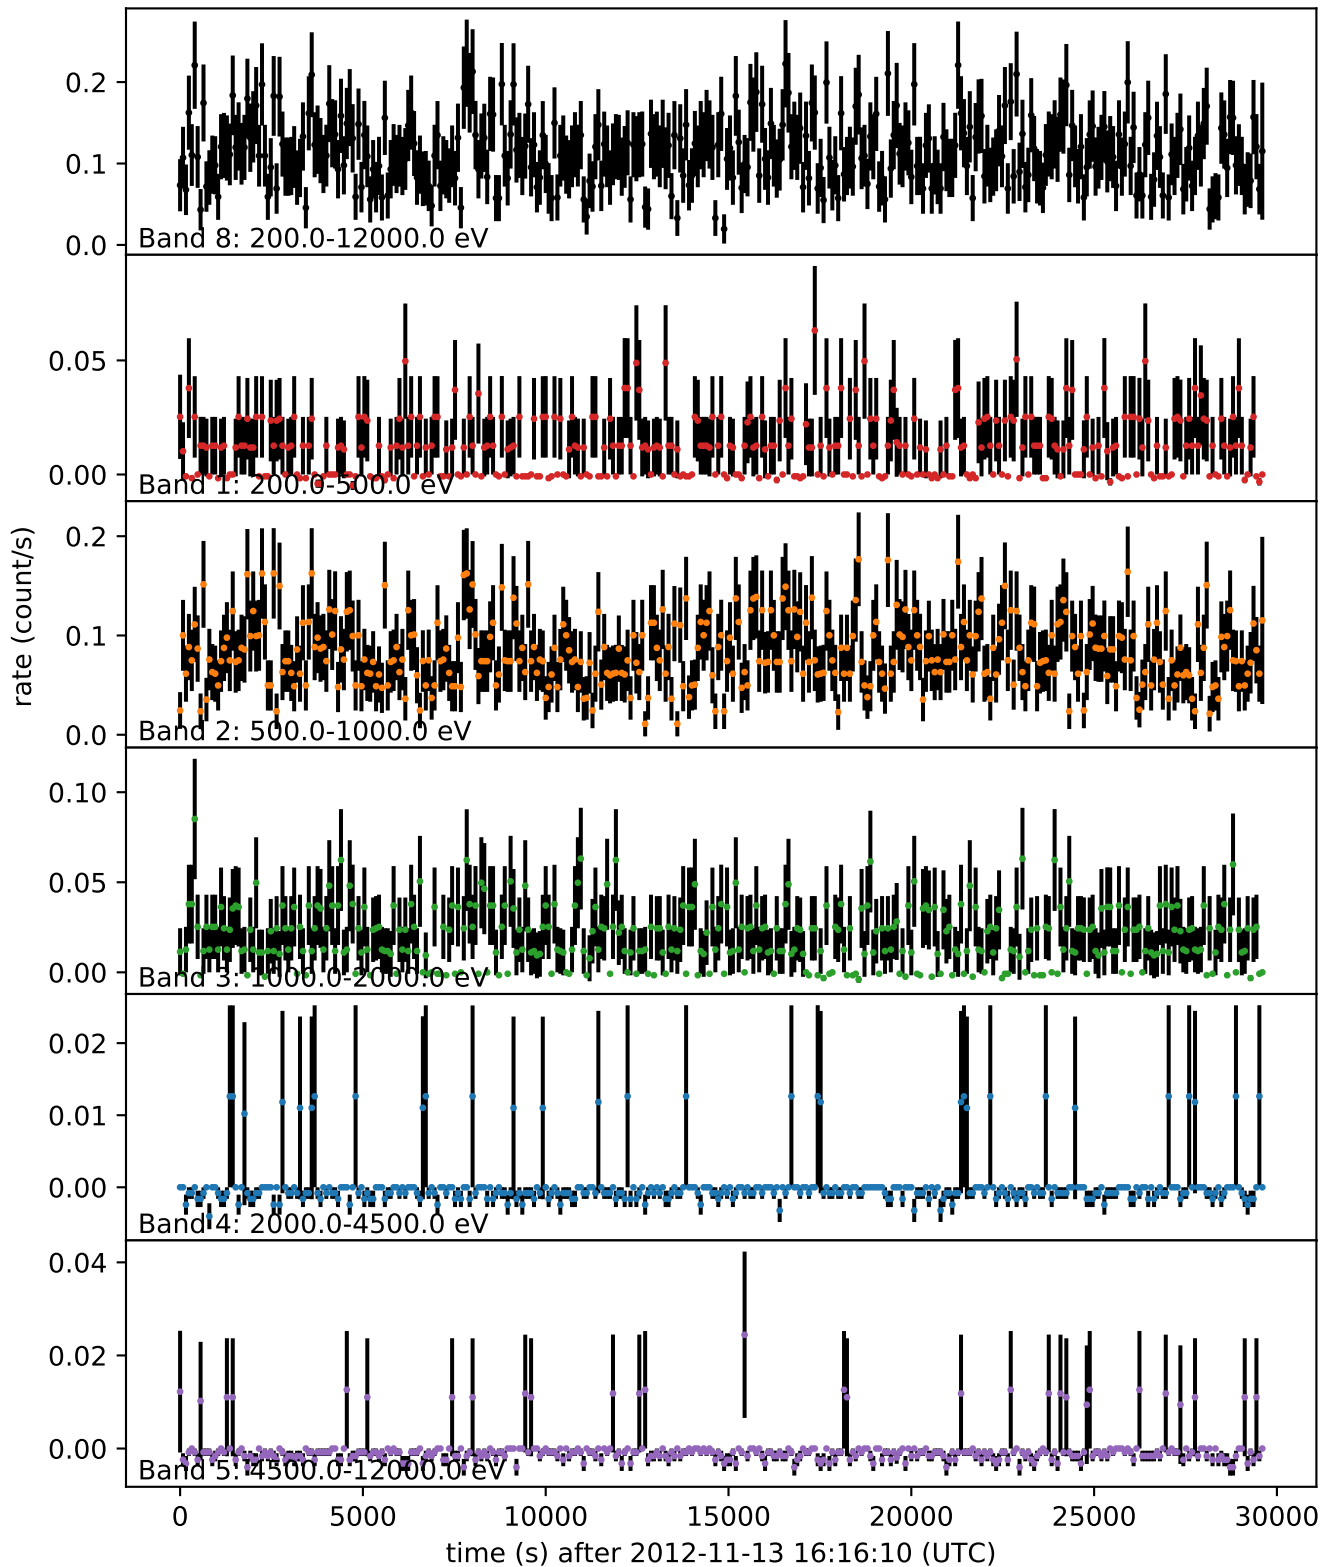 0.2
0.1
0.0
Band 8: 200.0-12000.0 eV
0.05
0.00
Band 1: 200.0-500.0 eV
rate (count/s)
0.2
0.1
0.0
Band 2: 500.0-1000.0 eV
0.10
0.05
0.00
Band 3: 1000.0-2000.0 eV
0.02
0.01
0.00
Band 4: 2000.0-4500.0 eV
0.04
0.02
0.00
Band 5: 4500.0-12000.0 eV
0 5000 10000 15000 20000 25000 30000
time (s) after 2012-11-13 16:16:10 (UTC)